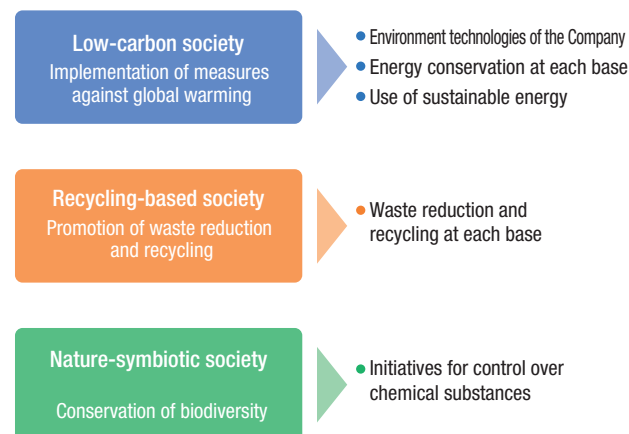 Low-carbon society
Implementation of measures
against global warming
• Environment technologies of the Company
• Energy conservation at each base
• Use of sustainable energy
Recycling-based society
Promotion of waste reduction
and recycling
• Waste reduction and
recycling at each base
Nature-symbiotic society
Conservation of biodiversity
• Initiatives for control over
chemical substances